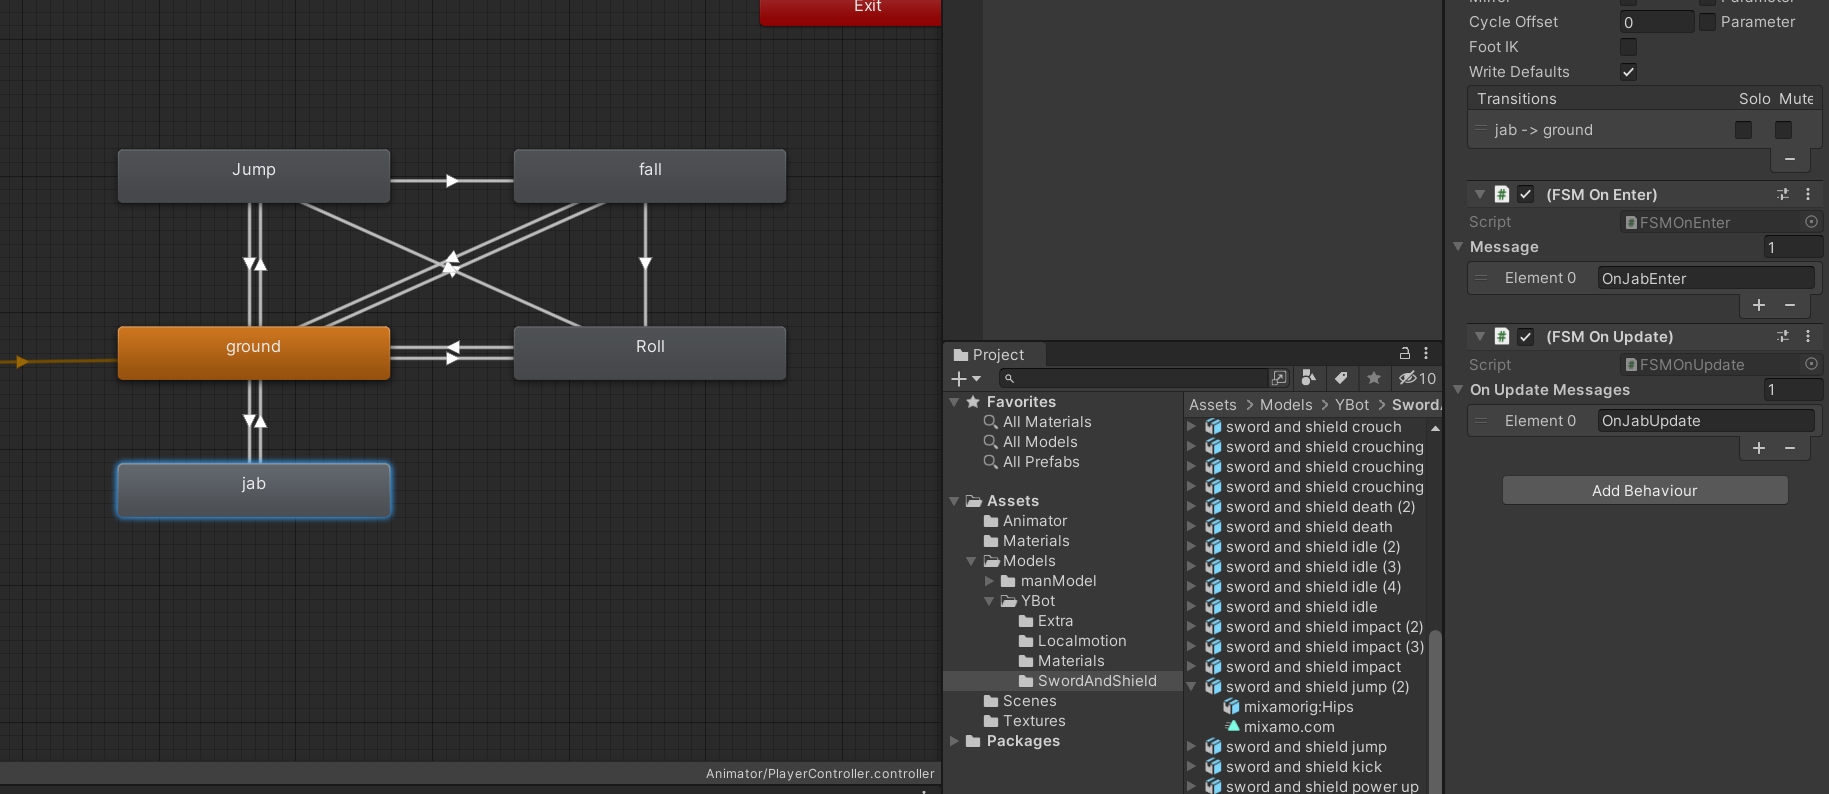 Exit
Jump
fall
ground
Roll
jab
Animator/PlayerController.controller
Project
10
Favorites
All Materials
All Models
All Prefabs
Assets
Animator
Materials
Models
manModel
YBot
Extra
Localmotion
Materials
SwordAndShield
Scenes
Textures
Packages
Assets > Models > YBot > Sword
sword and shield crouch
sword and shield crouching
sword and shield crouching
sword and shield crouching
sword and shield death (2)
sword and shield death
sword and shield idle (2)
sword and shield idle (3)
sword and shield idle (4)
sword and shield idle
sword and shield impact (2)
sword and shield impact (3)
sword and shield impact
sword and shield jump (2)
mixamorig:Hips
mixamo.com
sword and shield jump
sword and shield kick
sword and shield power up
Mirror Parameter
Cycle Offset 0 Parameter
Foot IK
Write Defaults
Transitions Solo Mute
jab -> ground
(FSM On Enter)
Script FSMOnEnter
Message 1
Element 0 OnJabEnter
(FSM On Update)
Script FSMOnUpdate
On Update Messages 1
Element 0 OnJabUpdate
Add Behaviour